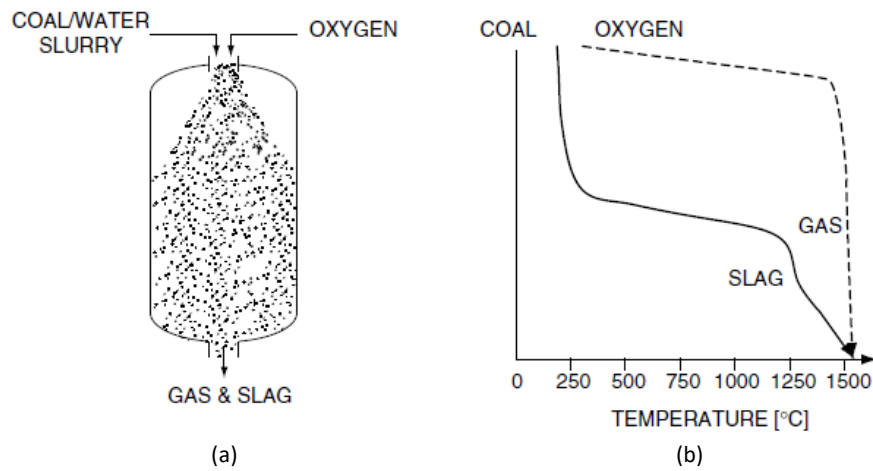 COAL/WATER
SLURRY
OXYGEN
GAS & SLAG
(a)
COAL
OXYGEN
GAS
SLAG
0 250 500 750 1000 1250 1500
TEMPERATURE [°C]
(b)